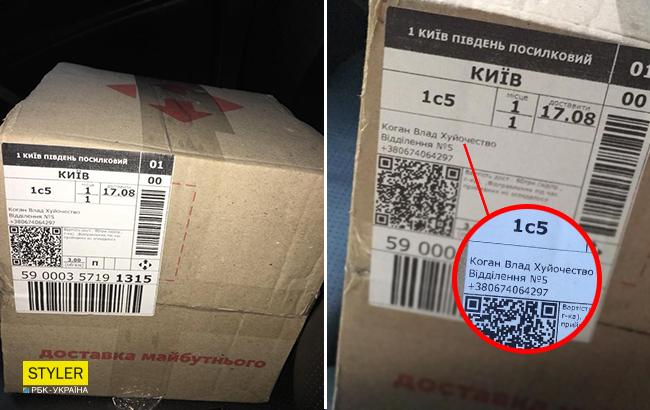 1 КИЇВ ПІВДЕНЬ ПОСИЛКОВИЙ 01
КИЇВ 00
1с5 1 1 17.08
Коган Влад Хуйочество
Відділення №5
+380674064297
3,00 П
59 0003 5719 1315
доставка майбутнього
STYLER
РБК-УКРАЇНА
1 КИЇВ ПІВДЕНЬ ПОСИЛКОВИЙ 01
КИЇВ 00
1с5 місце 1 1 доставити 17.08
Коган Влад Хуйочество
Відділення №5
+380674064297
59 000
1с5
Коган Влад Хуйочество
Відділення №5
+380674064297